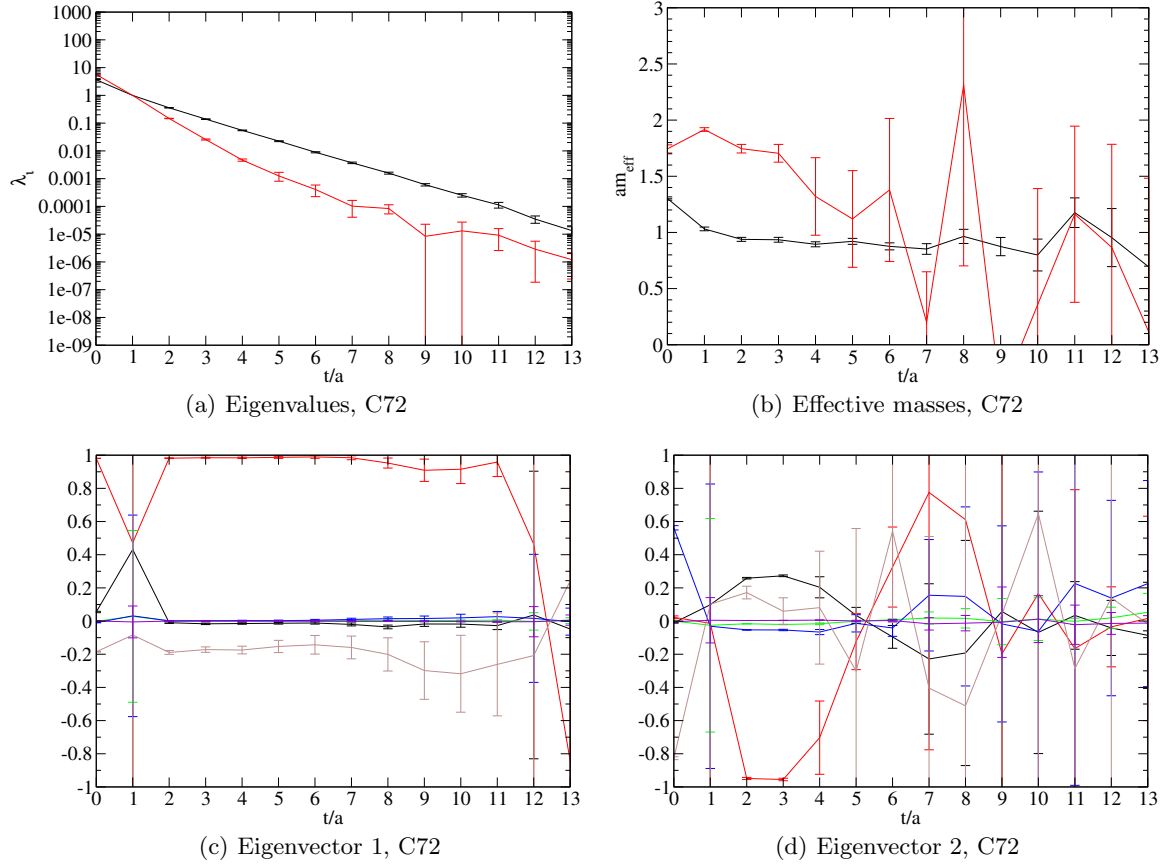 1000
100
10
1
0.1
0.01
0.001
0.0001
1e-05
1e-06
1e-07
1e-08
1e-09
λt
0 1 2 3 4 5 6 7 8 9 10 11 12 13
t/a
(a) Eigenvalues, C72
3
2.5
2
1.5
1
0.5
0
am_eff
0 1 2 3 4 5 6 7 8 9 10 11 12 13
t/a
(b) Effective masses, C72
1
0.8
0.6
0.4
0.2
0
-0.2
-0.4
-0.6
-0.8
-1
0 1 2 3 4 5 6 7 8 9 10 11 12 13
t/a
(c) Eigenvector 1, C72
1
0.8
0.6
0.4
0.2
0
-0.2
-0.4
-0.6
-0.8
-1
0 1 2 3 4 5 6 7 8 9 10 11 12 13
t/a
(d) Eigenvector 2, C72